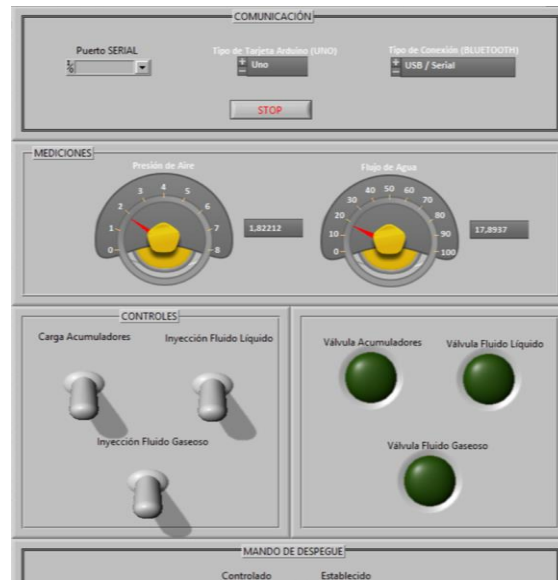 COMUNICACIÓN
Puerto SERIAL
Tipo de Tarjeta Arduino (UNO)
Tipo de Conexión (BLUETOOTH)
Uno
USB / Serial
STOP
MEDICIONES
Presión de Aire
Flujo de Agua
0 1 2 3 4 5 6 7 8
1,82212
0 10 20 30 40 50 60 70 80 90 100
17,8937
CONTROLES
Carga Acumuladores
Inyección Fluido Líquido
Inyección Fluido Gaseoso
Válvula Acumuladores
Válvula Fluido Líquido
Válvula Fluido Gaseoso
MANDO DE DESPEGUE
Controlado
Establecido